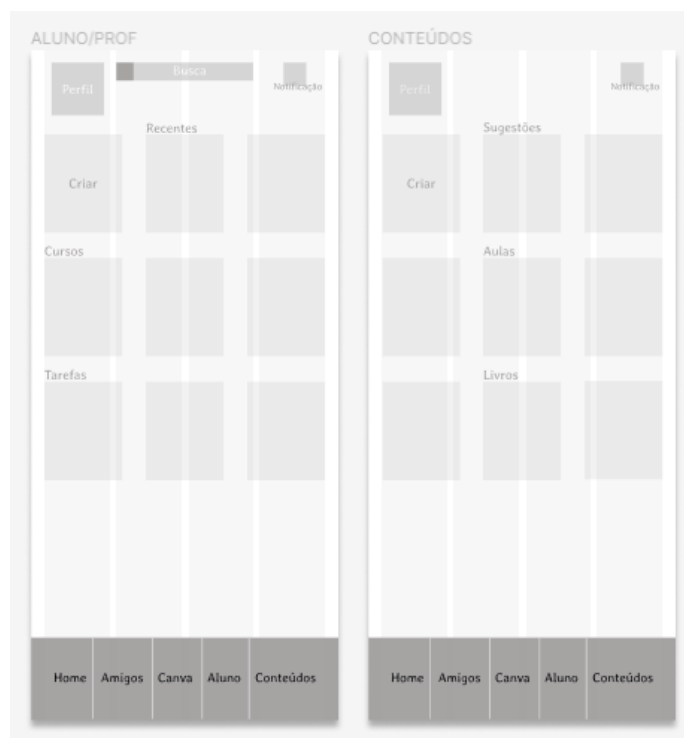 ALUNO/PROF
Perfil
Busca
Notificação
Recentes
Criar
Cursos
Tarefas
Home Amigos Canva Aluno Conteúdos
CONTEÚDOS
Perfil
Notificação
Sugestões
Criar
Aulas
Livros
Home Amigos Canva Aluno Conteúdos